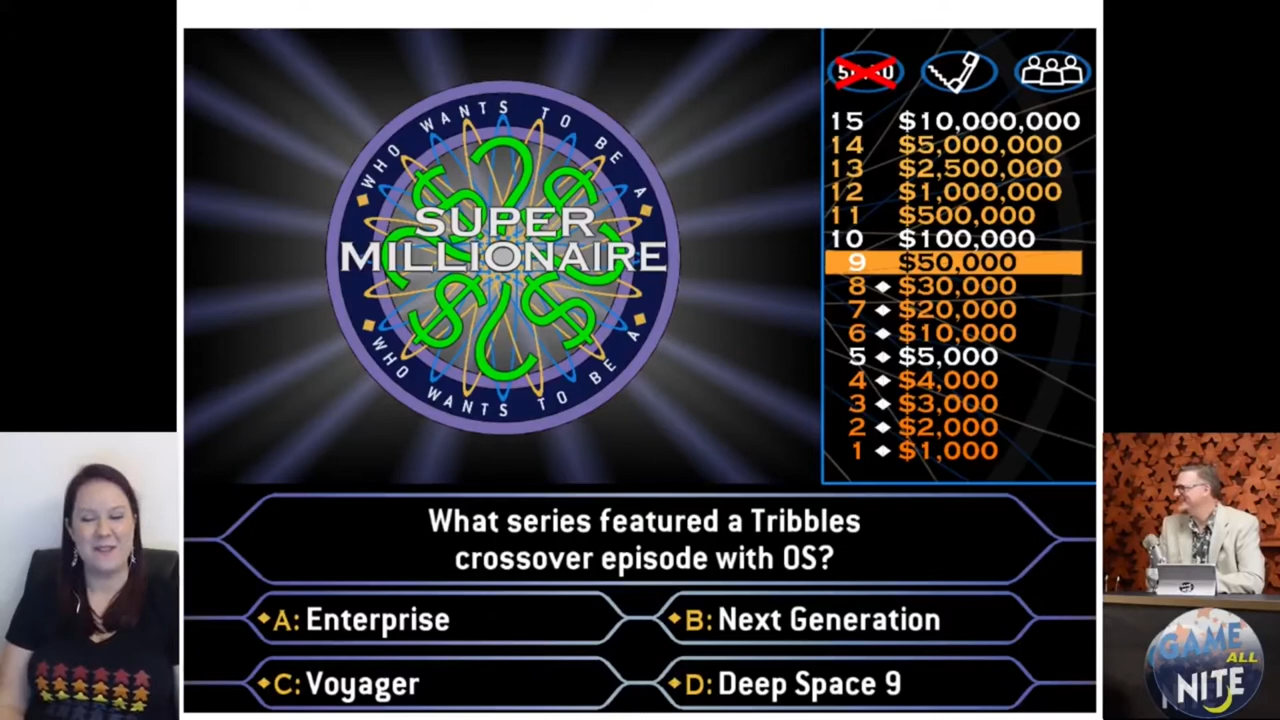 WHO WANTS TO BE A
SUPER
MILLIONAIRE
WHO WANTS TO BE A
50:50
15 $10,000,000
14 $5,000,000
13 $2,500,000
12 $1,000,000
11 $500,000
10 $100,000
9 $50,000
8 ◆ $30,000
7 ◆ $20,000
6 ◆ $10,000
5 ◆ $5,000
4 ◆ $4,000
3 ◆ $3,000
2 ◆ $2,000
1 ◆ $1,000
What series featured a Tribbles
crossover episode with OS?
A: Enterprise
B: Next Generation
C: Voyager
D: Deep Space 9
GAME
ALL
NITE